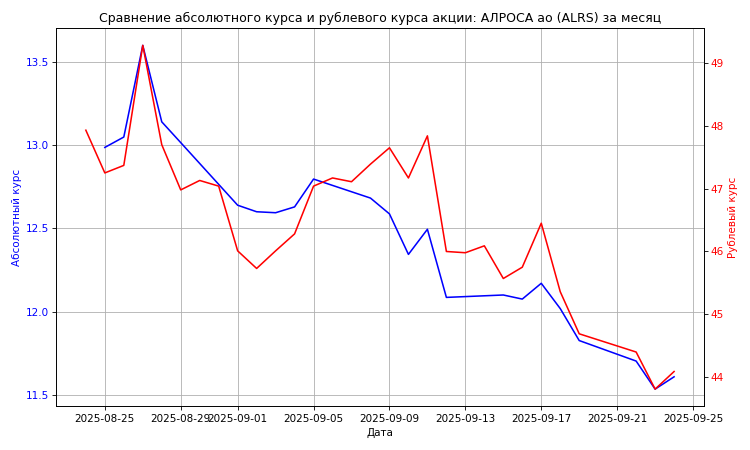 Сравнение абсолютного курса и рублевого курса акции: АЛРОСА ао (ALRS) за месяц
13.5
13.0
12.5
12.0
11.5
Абсолютный курс
49
48
47
46
45
44
Рублевый курс
2025-08-25 2025-08-29 2025-09-01 2025-09-05 2025-09-09 2025-09-13 2025-09-17 2025-09-21 2025-09-25
Дата